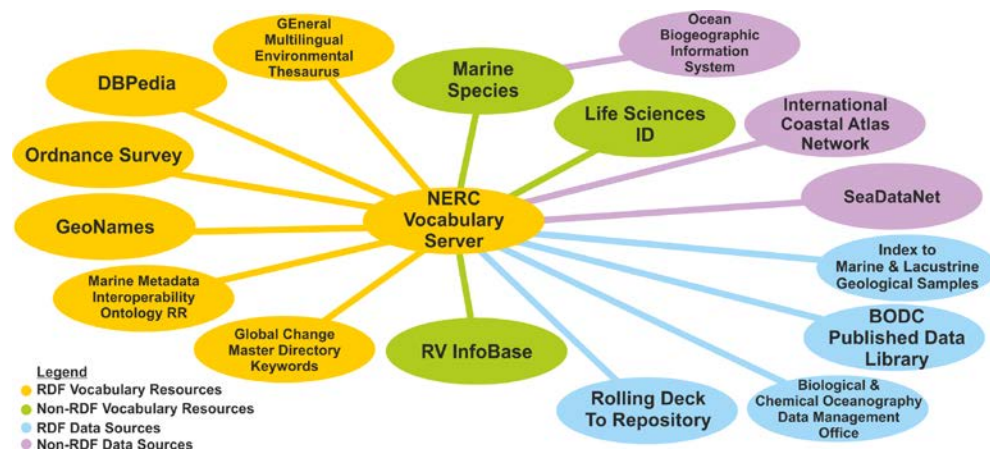 GEneral
Multilingual
Environmental
Thesaurus
DBPedia
Ordnance Survey
GeoNames
Marine Metadata
Interoperability
Ontology RR
Global Change
Master Directory
Keywords
NERC
Vocabulary
Server
Marine
Species
Life Sciences
ID
RV InfoBase
Ocean
Biogeographic
Information
System
International
Coastal Atlas
Network
SeaDataNet
Index to
Marine & Lacustrine
Geological Samples
BODC
Published Data
Library
Biological &
Chemical Oceanography
Data Management
Office
Rolling Deck
To Repository
Legend
RDF Vocabulary Resources
Non-RDF Vocabulary Resources
RDF Data Sources
Non-RDF Data Sources